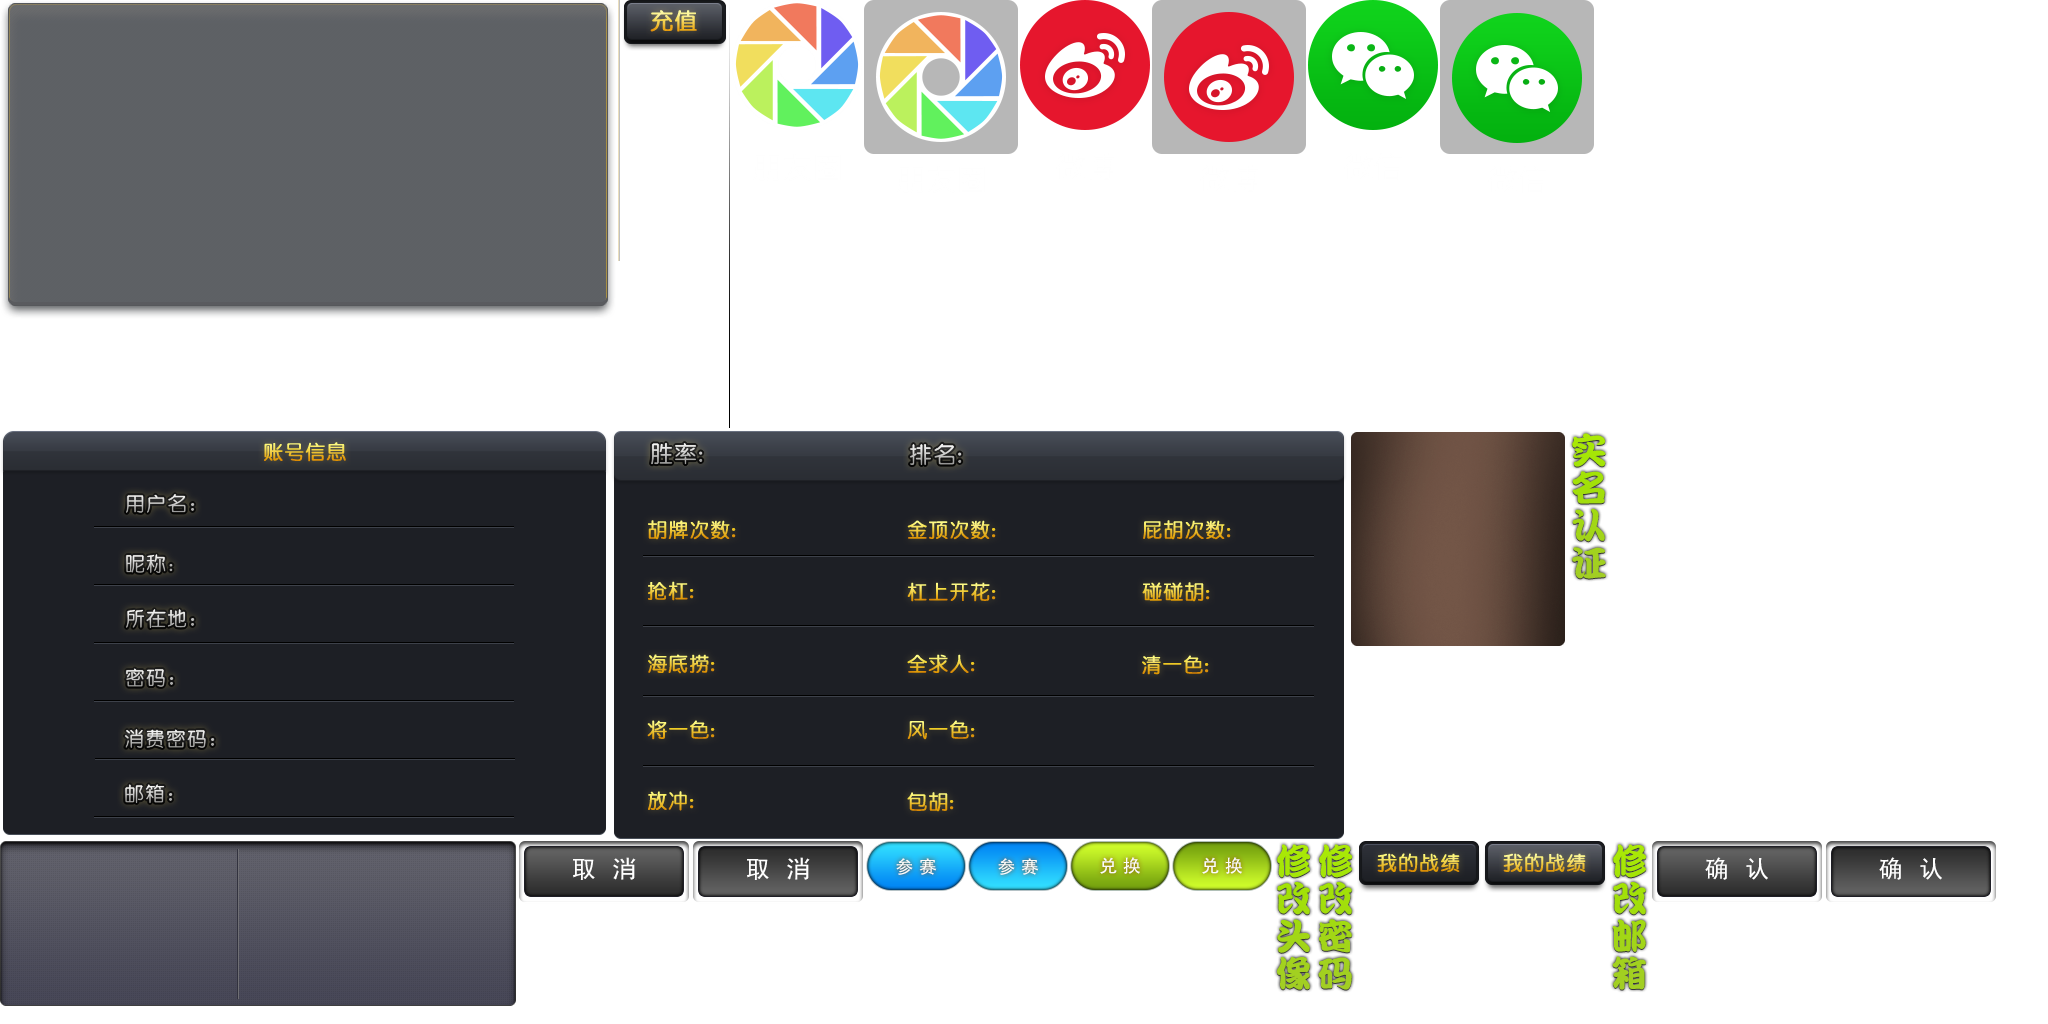 充值
账号信息
用户名:
昵称:
所在地:
密码:
消费密码:
邮箱:
胜率: 排名:
胡牌次数: 金顶次数: 屁胡次数:
抢杠: 杠上开花: 碰碰胡:
海底捞: 全求人: 清一色:
将一色: 风一色:
放冲: 包胡:
实名认证
取 消
取 消
参 赛
参 赛
兑 换
兑 换
修改头像
修改密码
我的战绩
我的战绩
修改邮箱
确 认
确 认